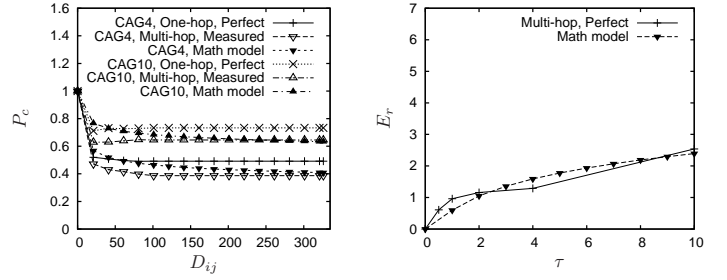 1.6
1.4
1.2
1
0.8
0.6
0.4
0.2
0
P_c
CAG4, One-hop, Perfect
CAG4, Multi-hop, Measured
CAG4, Math model
CAG10, One-hop, Perfect
CAG10, Multi-hop, Measured
CAG10, Math model
0 50 100 150 200 250 300
D_{ij}
7
6
5
4
3
2
1
0
E_r
Multi-hop, Perfect
Math model
0 2 4 6 8 10
τ